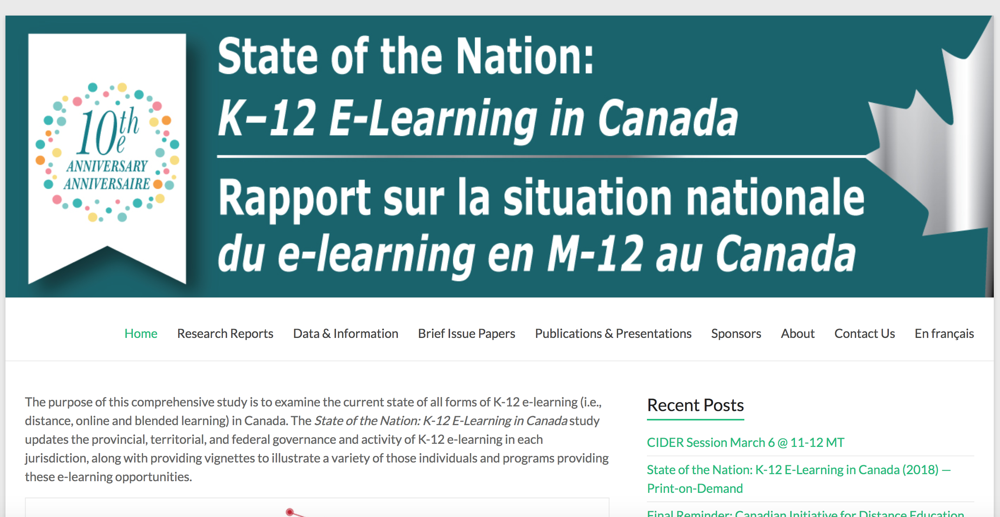 State of the Nation:
K–12 E-Learning in Canada
Rapport sur la situation nationale
du e-learning en M-12 au Canada
10th
e
ANNIVERSARY
ANNIVERSAIRE
Home Research Reports Data & Information Brief Issue Papers Publications & Presentations Sponsors About Contact Us En français
The purpose of this comprehensive study is to examine the current state of all forms of K-12 e-learning (i.e.,
distance, online and blended learning) in Canada. The State of the Nation: K-12 E-Learning in Canada study
updates the provincial, territorial, and federal governance and activity of K-12 e-learning in each
jurisdiction, along with providing vignettes to illustrate a variety of those individuals and programs providing
these e-learning opportunities.
Recent Posts
CIDER Session March 6 @ 11-12 MT
State of the Nation: K-12 E-Learning in Canada (2018) —
Print-on-Demand
Final Reminder: Canadian Initiative for Distance Education